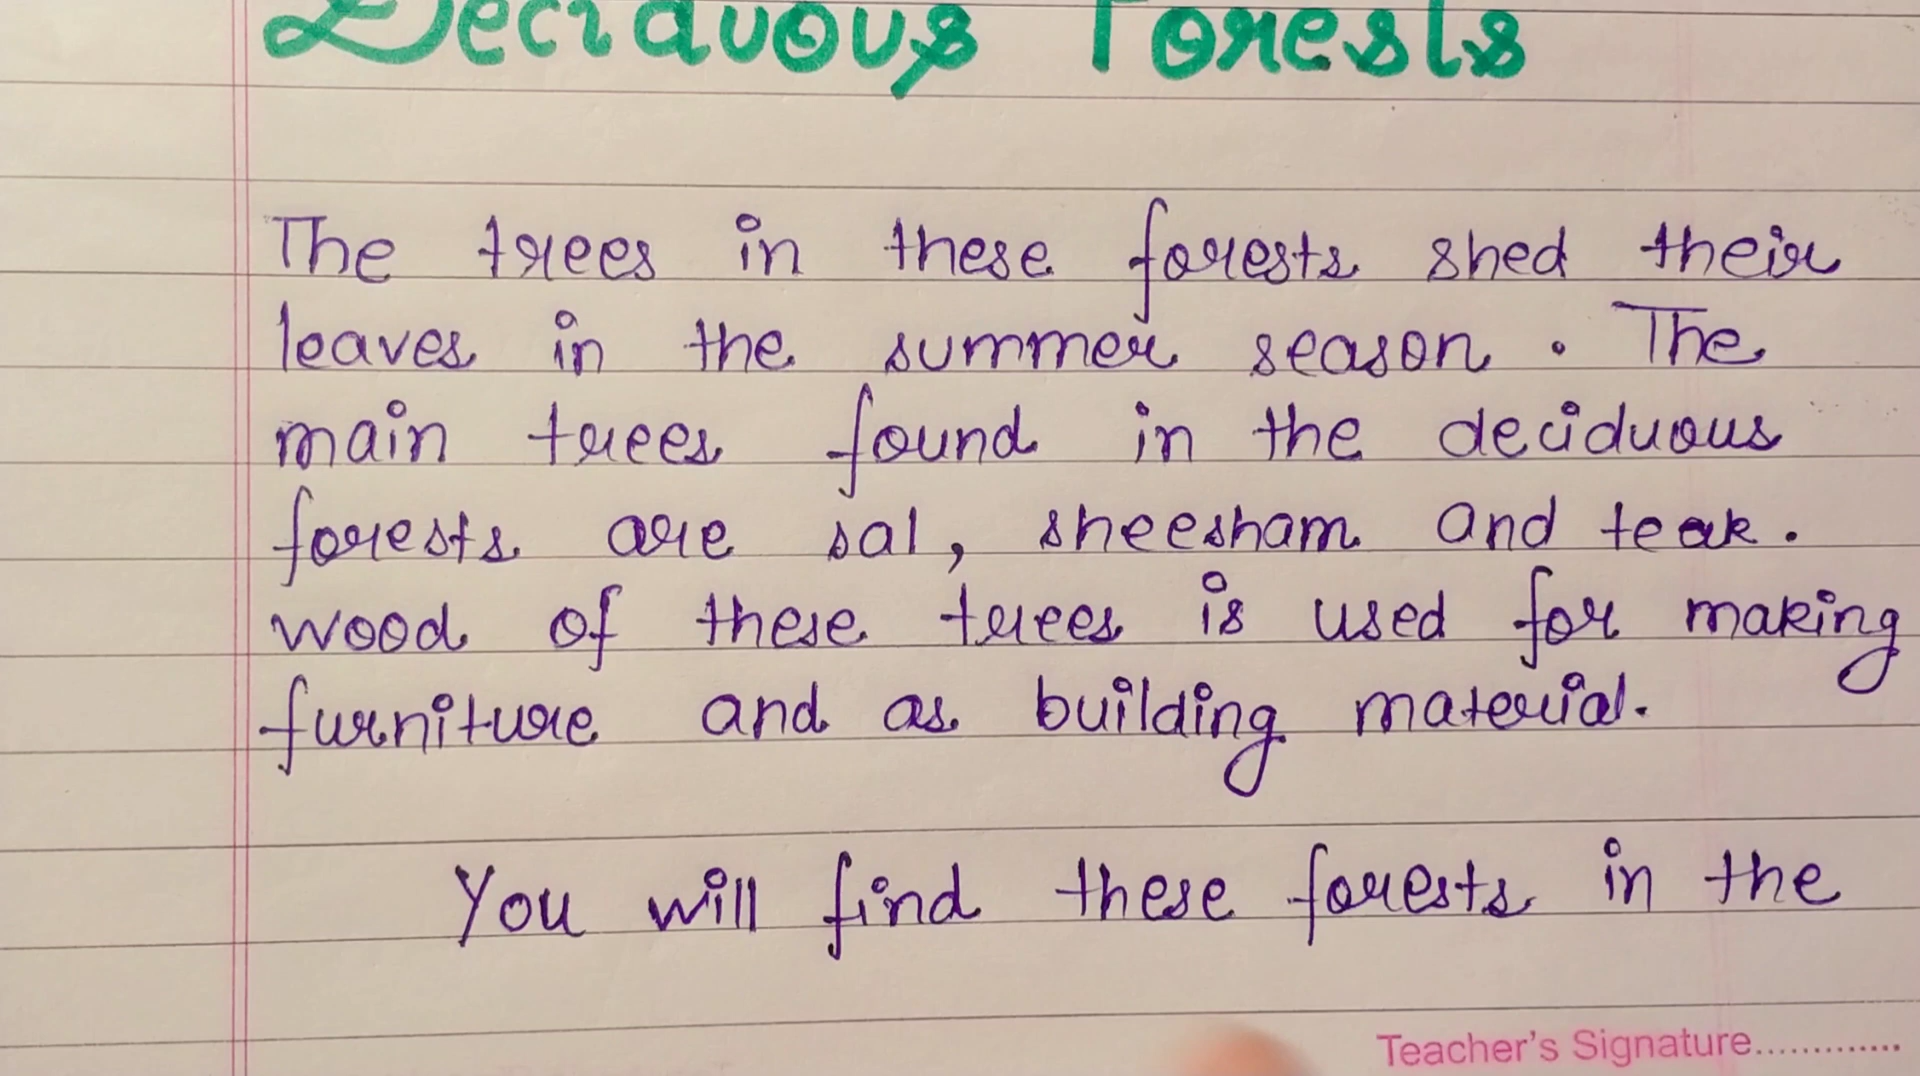 Deciduous Forests
The trees in these forests shed their
leaves in the summer season. The
main trees found in the deciduous
forests are sal, sheesham and teak.
wood of these trees is used for making
furniture and as building material.
You will find these forests in the
Teacher's Signature.............